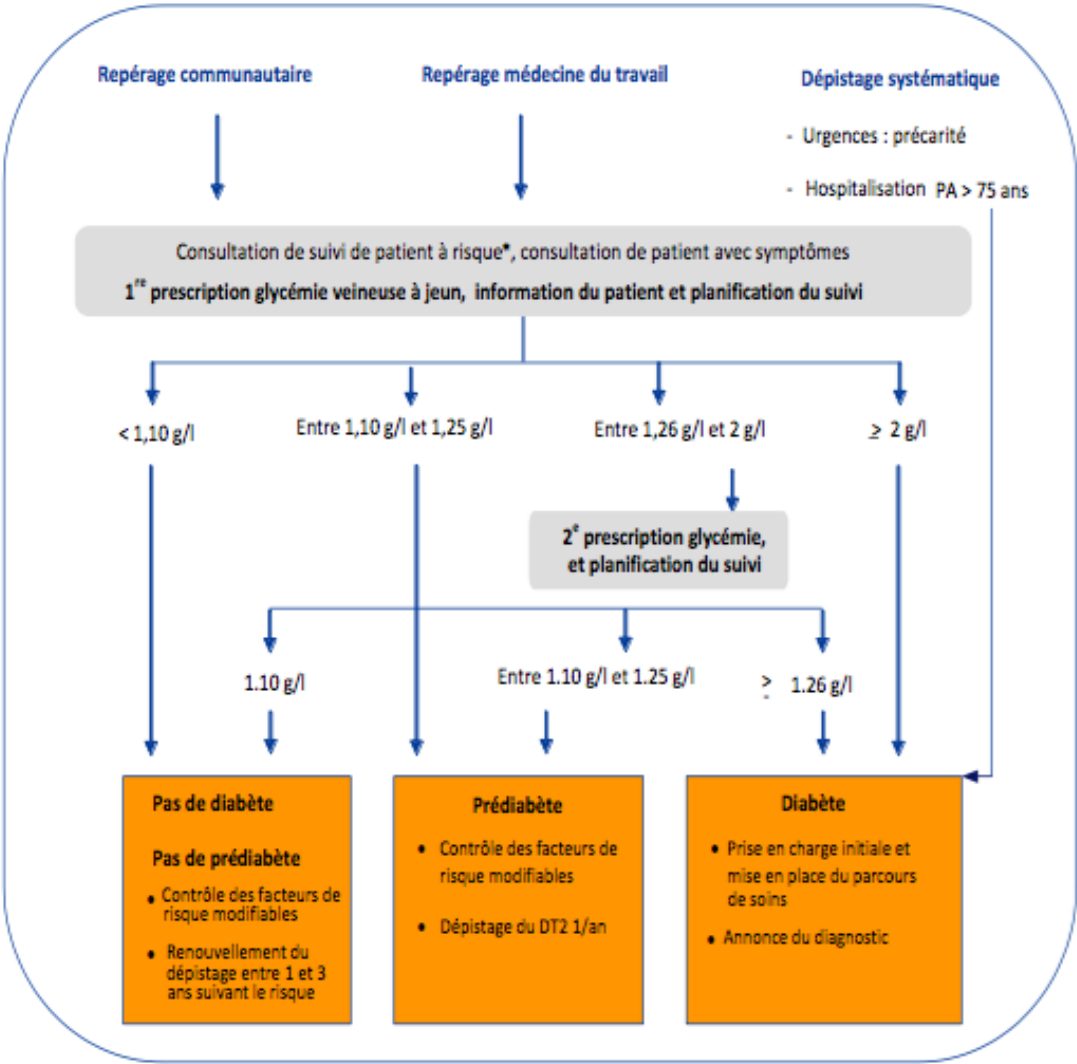 Repérage communautaire
Repérage médecine du travail
Dépistage systématique
- Urgences : précarité
- Hospitalisation PA > 75 ans
Consultation de suivi de patient à risque*, consultation de patient avec symptômes
1re prescription glycémie veineuse à jeun, information du patient et planification du suivi
< 1,10 g/l
Entre 1,10 g/l et 1,25 g/l
Entre 1,26 g/l et 2 g/l
≥ 2 g/l
2e prescription glycémie,
et planification du suivi
1.10 g/l
Entre 1.10 g/l et 1.25 g/l
≥ 1.26 g/l
Pas de diabète
Pas de prédiabète
• Contrôle des facteurs de
risque modifiables
• Renouvellement du
dépistage entre 1 et 3
ans suivant le risque
Prédiabète
• Contrôle des facteurs de
risque modifiables
• Dépistage du DT2 1/an
Diabète
• Prise en charge initiale et
mise en place du parcours
de soins
• Annonce du diagnostic